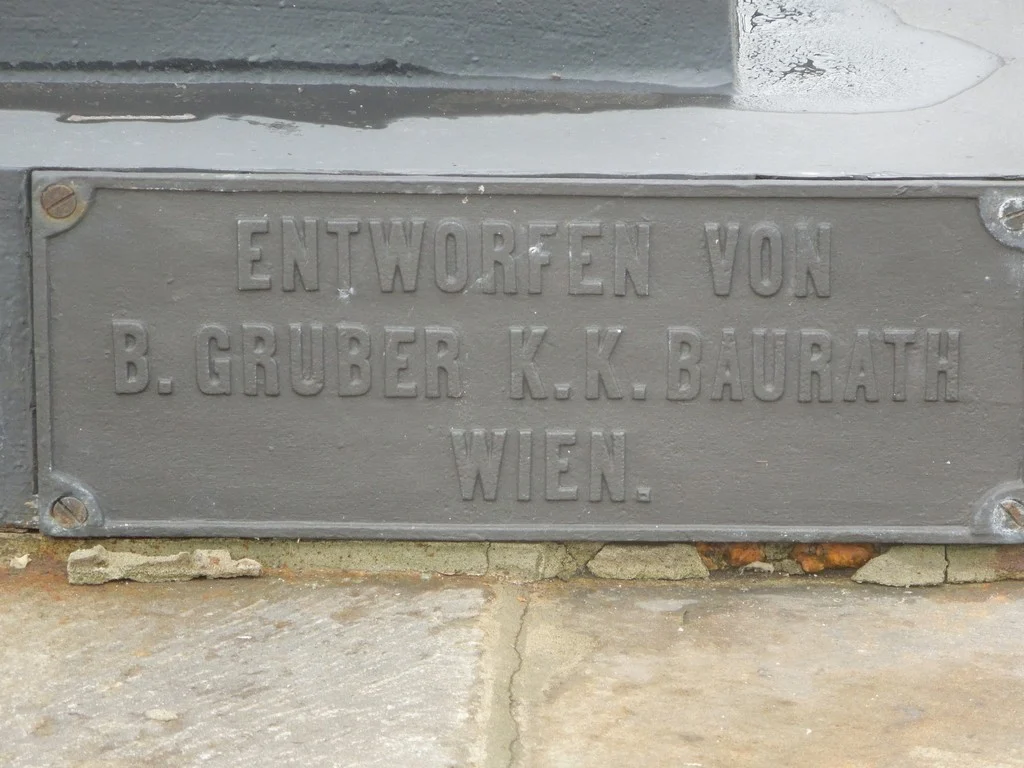 ENTWORFEN VON
B. GRUBER K.K. BAURATH
WIEN.